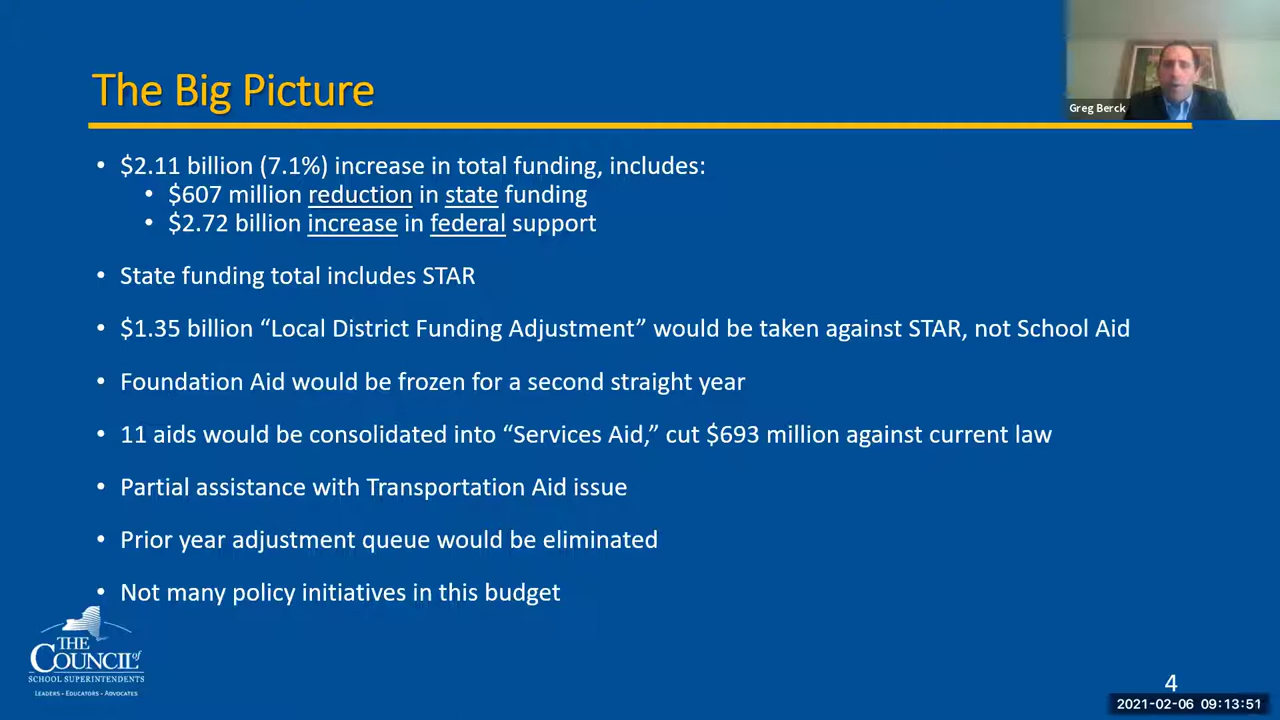 The Big Picture
Greg Berck
• $2.11 billion (7.1%) increase in total funding, includes:
• $607 million reduction in state funding
• $2.72 billion increase in federal support
• State funding total includes STAR
• $1.35 billion “Local District Funding Adjustment” would be taken against STAR, not School Aid
• Foundation Aid would be frozen for a second straight year
• 11 aids would be consolidated into “Services Aid,” cut $693 million against current law
• Partial assistance with Transportation Aid issue
• Prior year adjustment queue would be eliminated
• Not many policy initiatives in this budget
THE
COUNCIL of
SCHOOL SUPERINTENDENTS
LEADERS • EDUCATORS • ADVOCATES
4
2021-02-06 09:13:51